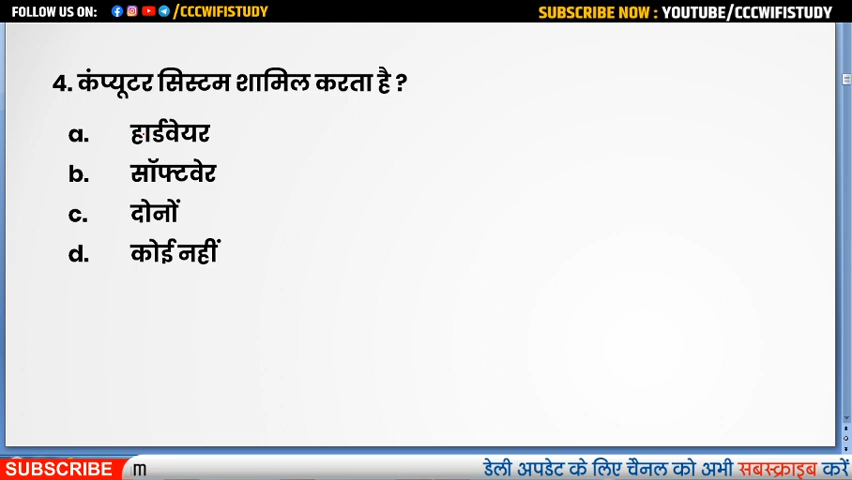 FOLLOW US ON: /CCCWIFISTUDY SUBSCRIBE NOW : YOUTUBE/CCCWIFISTUDY
4. कंप्यूटर सिस्टम शामिल करता है ?
a. हार्डवेयर
b. सॉफ्टवेर
c. दोनों
d. कोई नहीं
SUBSCRIBE m डेली अपडेट के लिए चैनल को अभी सबस्क्राइब करें